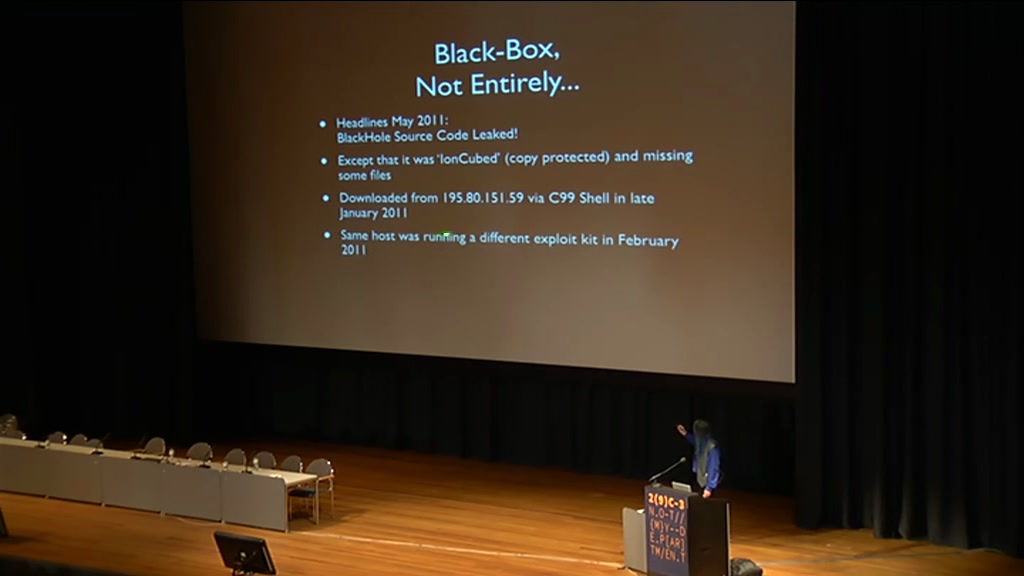 Black-Box,
Not Entirely...
• Headlines May 2011:
BlackHole Source Code Leaked!
• Except that it was 'IonCubed' (copy protected) and missing
some files
• Downloaded from 195.80.151.59 via C99 Shell in late
January 2011
• Same host was running a different exploit kit in February
2011
2(9)C-3
N.O-T//
(M)Y-D
E.P(AR)
TM/EN.T